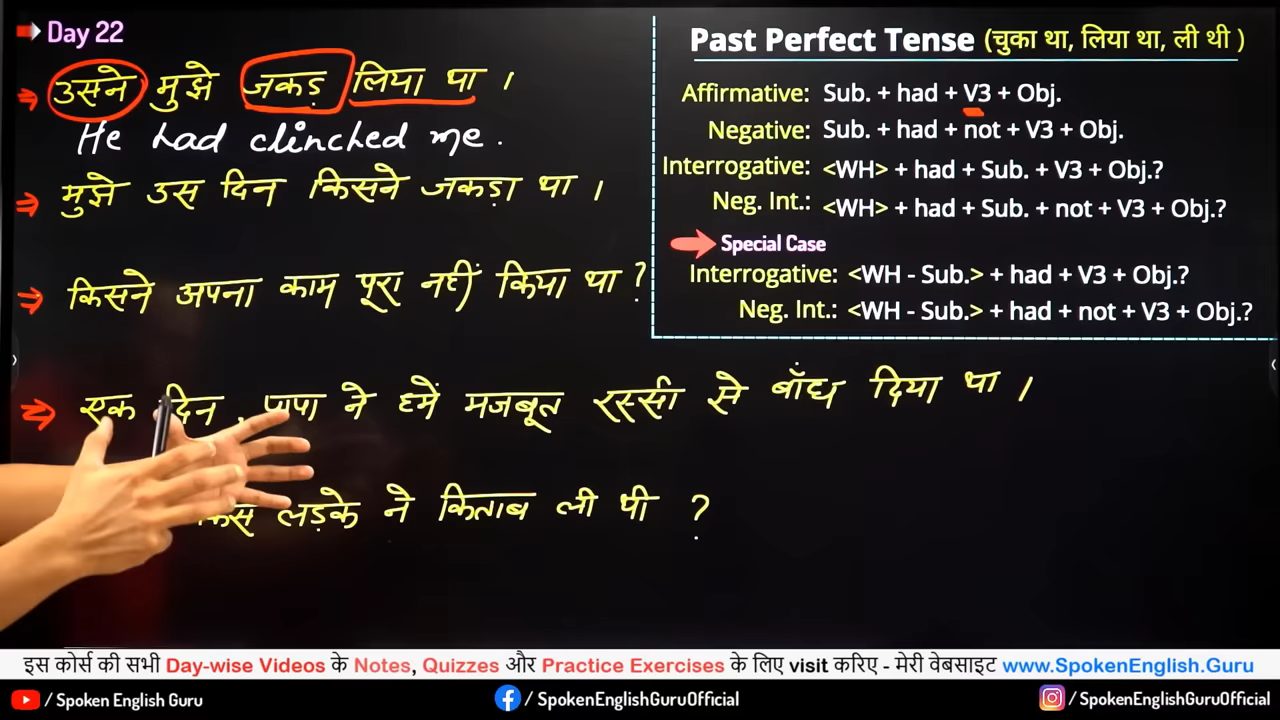 Day 22
उसने मुझे जकड़ लिया था ।
He had clinched me.
मुझे उस दिन किसने जकड़ा था ।
किसने अपना काम पूरा नहीं किया था ?
एक दिन, पापा ने हमें मजबूत रस्सी से बाँध दिया था ।
किस लड़के ने किताब ली थी ?
Past Perfect Tense (चुका था, लिया था, ली थी )
Affirmative: Sub. + had + V3 + Obj.
Negative: Sub. + had + not + V3 + Obj.
Interrogative: <WH> + had + Sub. + V3 + Obj.?
Neg. Int.: <WH> + had + Sub. + not + V3 + Obj.?
Special Case
Interrogative: <WH - Sub.> + had + V3 + Obj.?
Neg. Int.: <WH - Sub.> + had + not + V3 + Obj.?
इस कोर्स की सभी Day-wise Videos के Notes, Quizzes और Practice Exercises के लिए visit करिए - मेरी वेबसाइट www.SpokenEnglish.Guru
/ Spoken English Guru
/ SpokenEnglishGuruOfficial
/ SpokenEnglishGuruOfficial